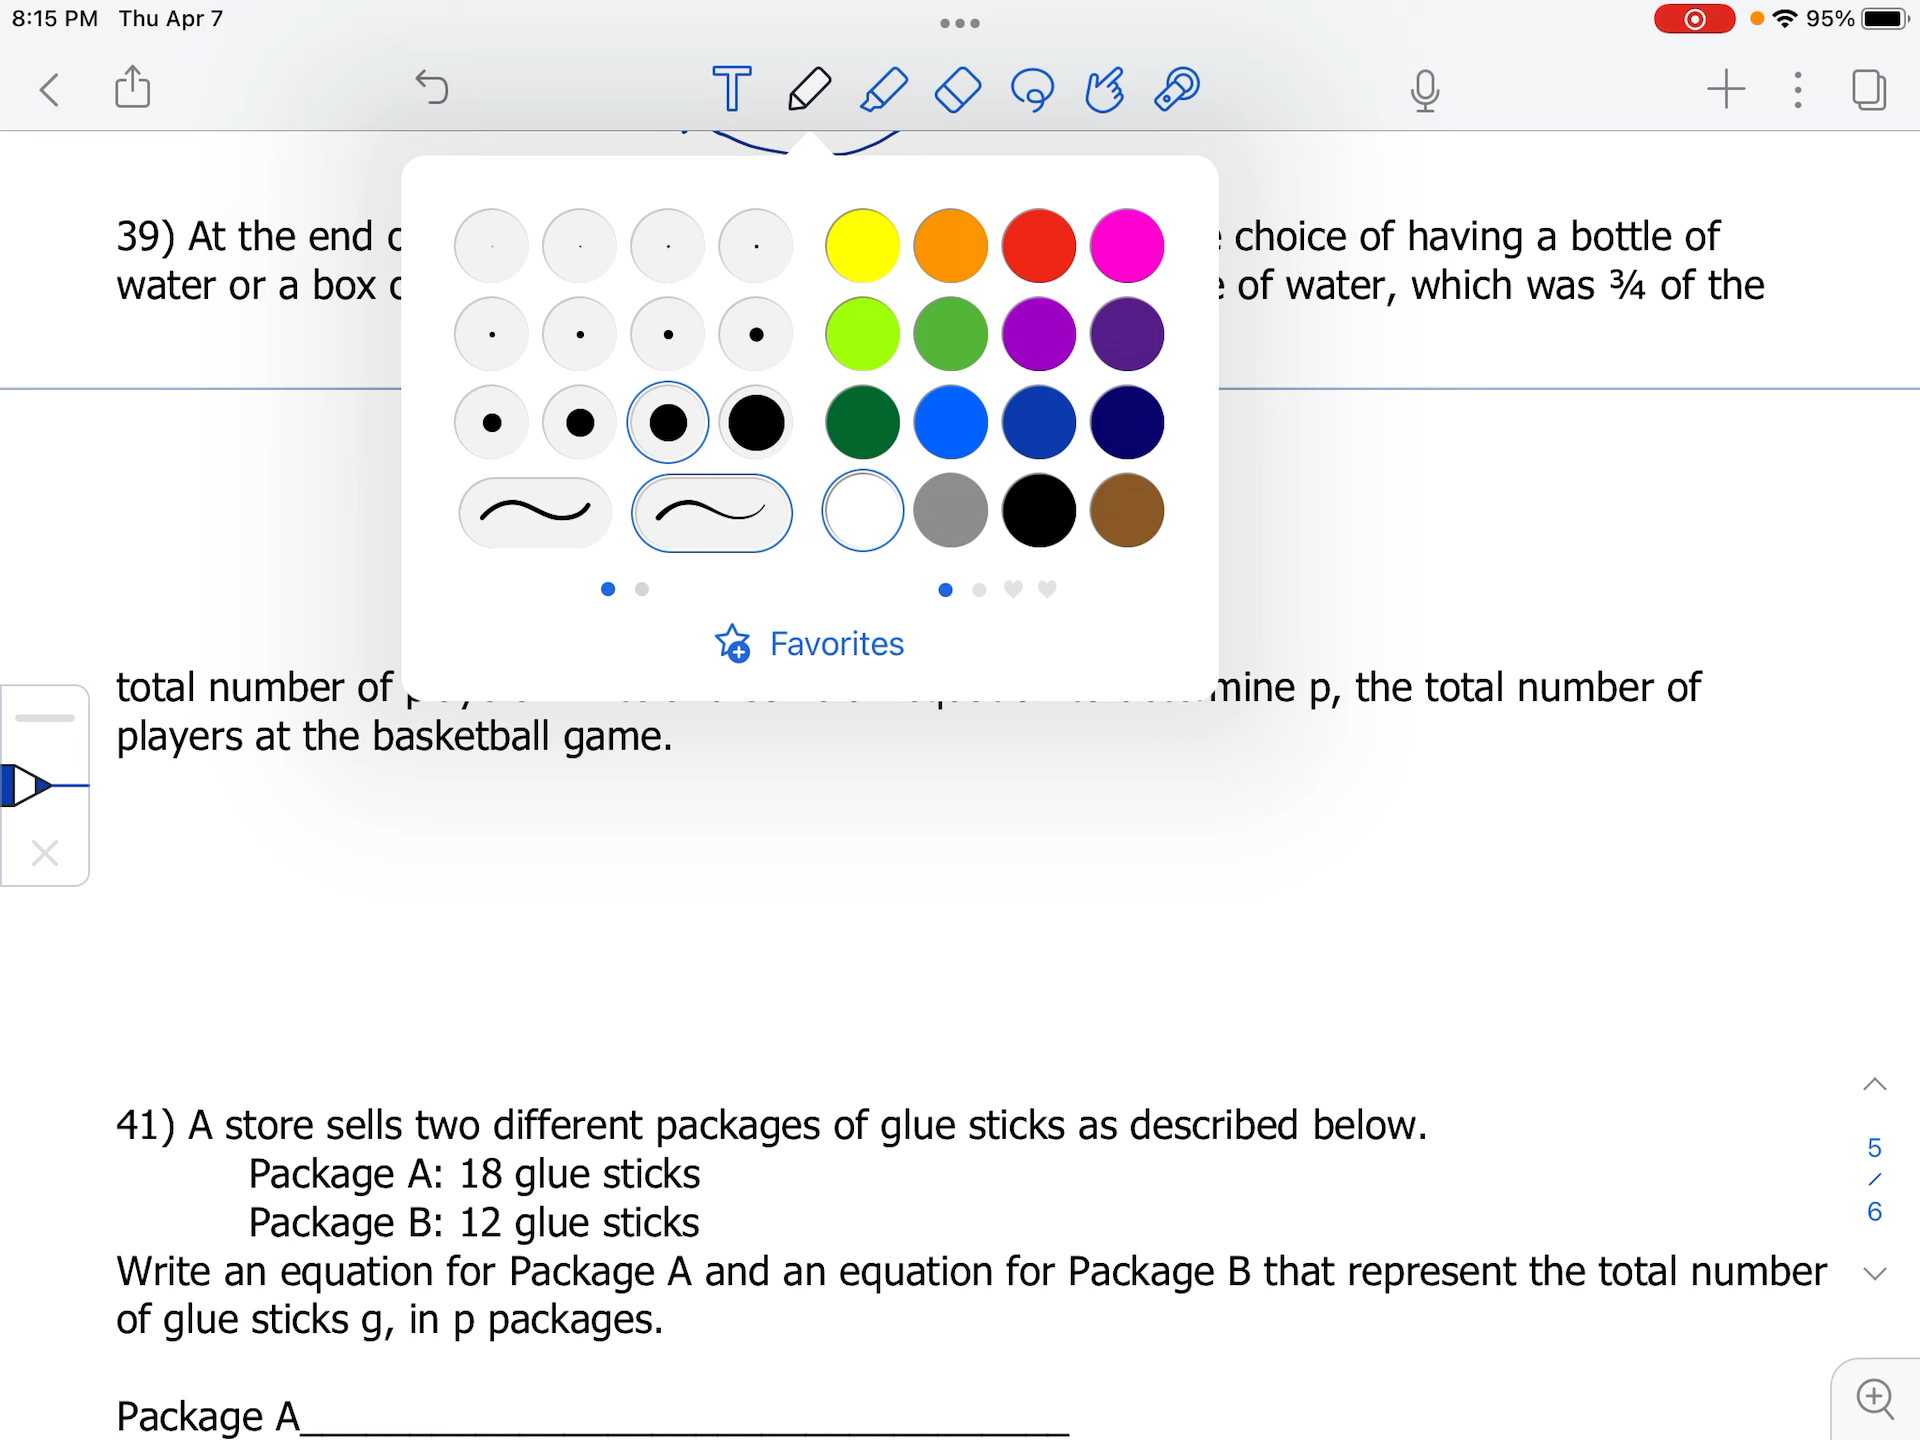 8:15 PM Thu Apr 7
95%
T
39) At the end choice of having a bottle of
water or a box of water, which was ¾ of the
Favorites
total number of the total number of
players at the basketball game.
41) A store sells two different packages of glue sticks as described below.
Package A: 18 glue sticks
Package B: 12 glue sticks
Write an equation for Package A and an equation for Package B that represent the total number
of glue sticks g, in p packages.
Package A
5
/
6